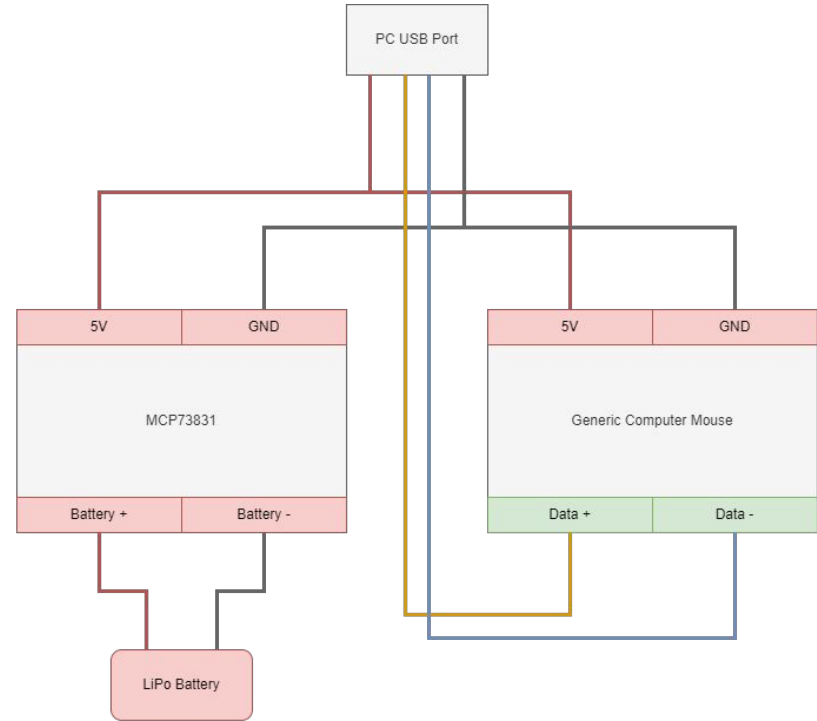 PC USB Port
5V
GND
5V
GND
MCP73831
Generic Computer Mouse
Battery +
Battery -
Data +
Data -
LiPo Battery